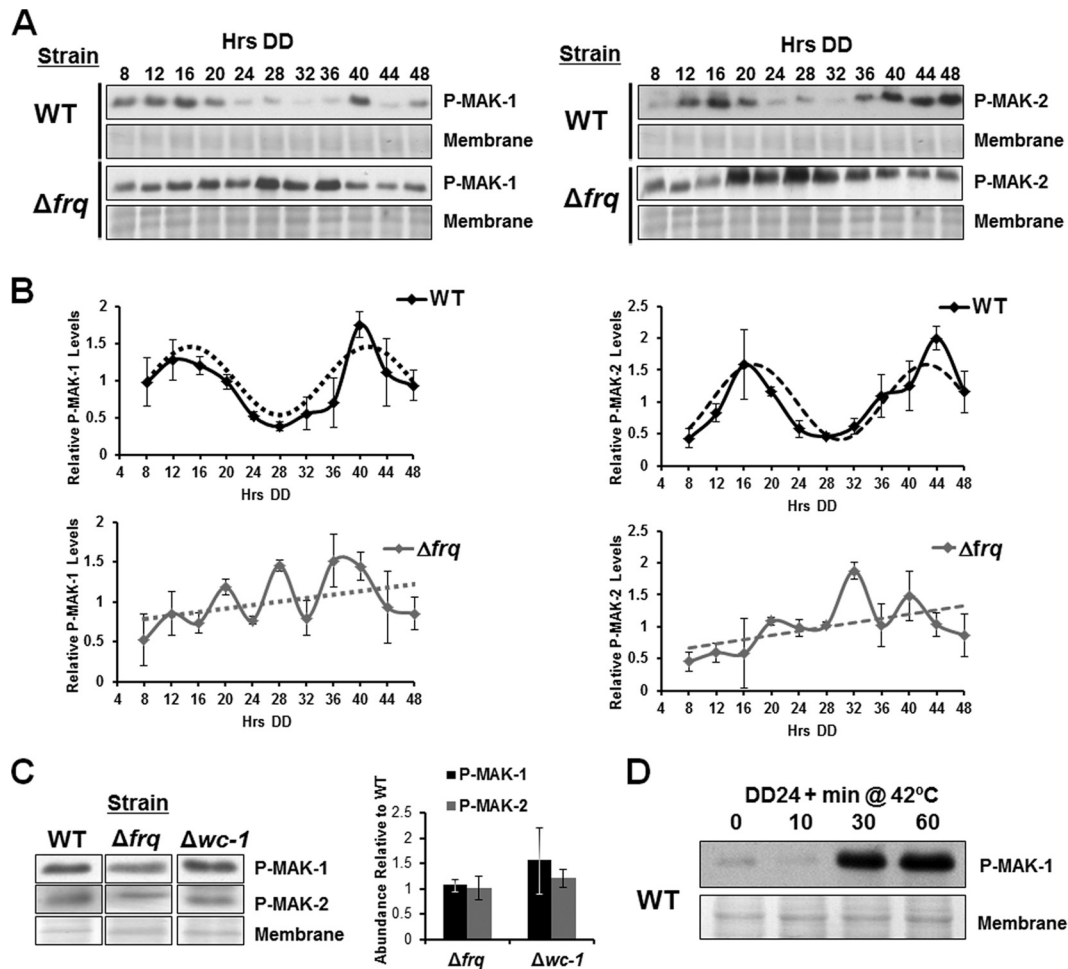 A
Hrs DD
Strain
8 12 16 20 24 28 32 36 40 44 48
WT
P-MAK-1
Membrane
Δfrq
P-MAK-1
Membrane
Hrs DD
Strain
8 12 16 20 24 28 32 36 40 44 48
WT
P-MAK-2
Membrane
Δfrq
P-MAK-2
Membrane
B
WT
Relative P-MAK-1 Levels
2
1.5
1
0.5
0
4 8 12 16 20 24 28 32 36 40 44 48
Hrs DD
WT
Relative P-MAK-2 Levels
2.5
2
1.5
1
0.5
0
4 8 12 16 20 24 28 32 36 40 44 48
Hrs DD
Δfrq
Relative P-MAK-1 Levels
2
1.5
1
0.5
0
4 8 12 16 20 24 28 32 36 40 44 48
Hrs DD
Δfrq
Relative P-MAK-2 Levels
2.5
2
1.5
1
0.5
0
4 8 12 16 20 24 28 32 36 40 44 48
Hrs DD
C
Strain
WT Δfrq Δwc-1
P-MAK-1
P-MAK-2
Membrane
P-MAK-1
P-MAK-2
Abundance Relative to WT
2.5
2
1.5
1
0.5
0
Δfrq Δwc-1
D
DD24 + min @ 42ºC
0 10 30 60
WT
P-MAK-1
Membrane